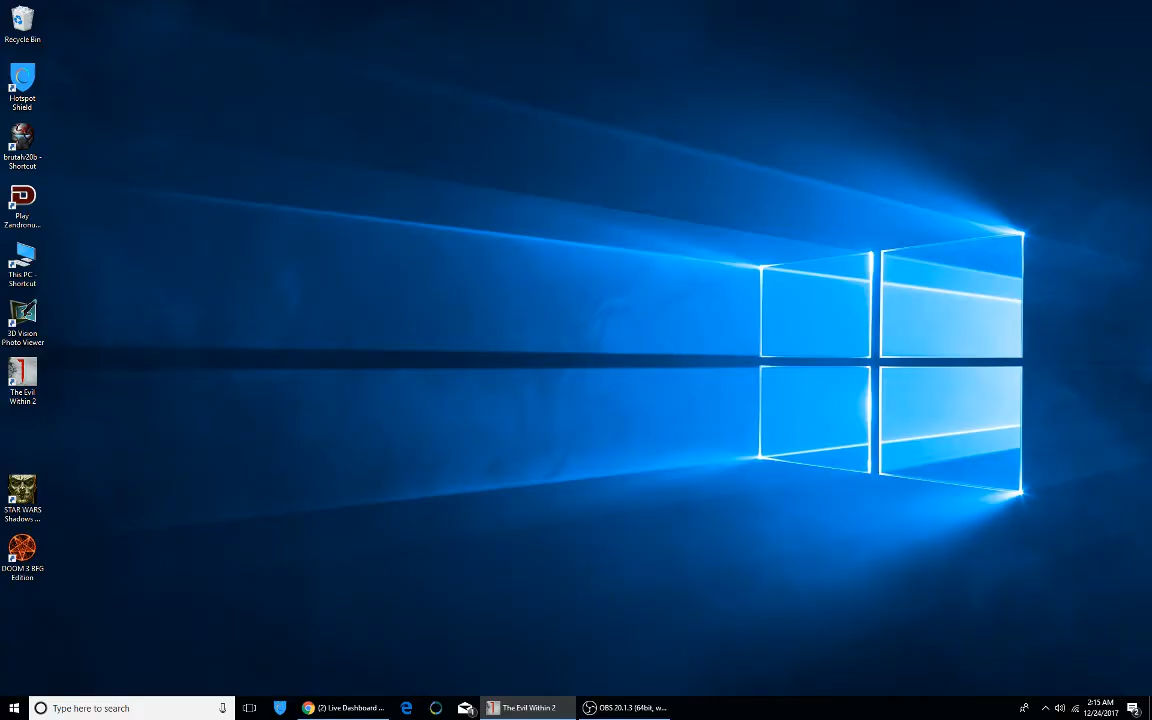 Recycle Bin
Hotspot
Shield
brutalv20b -
Shortcut
Play
Zandronu...
This PC -
Shortcut
3D Vision
Photo Viewer
The Evil
Within 2
STAR WARS
Shadows ...
DOOM 3 BFG
Edition
Type here to search
(2) Live Dashboard ...
The Evil Within 2
OBS 20.1.3 (64bit, w...
2:15 AM
12/24/2017